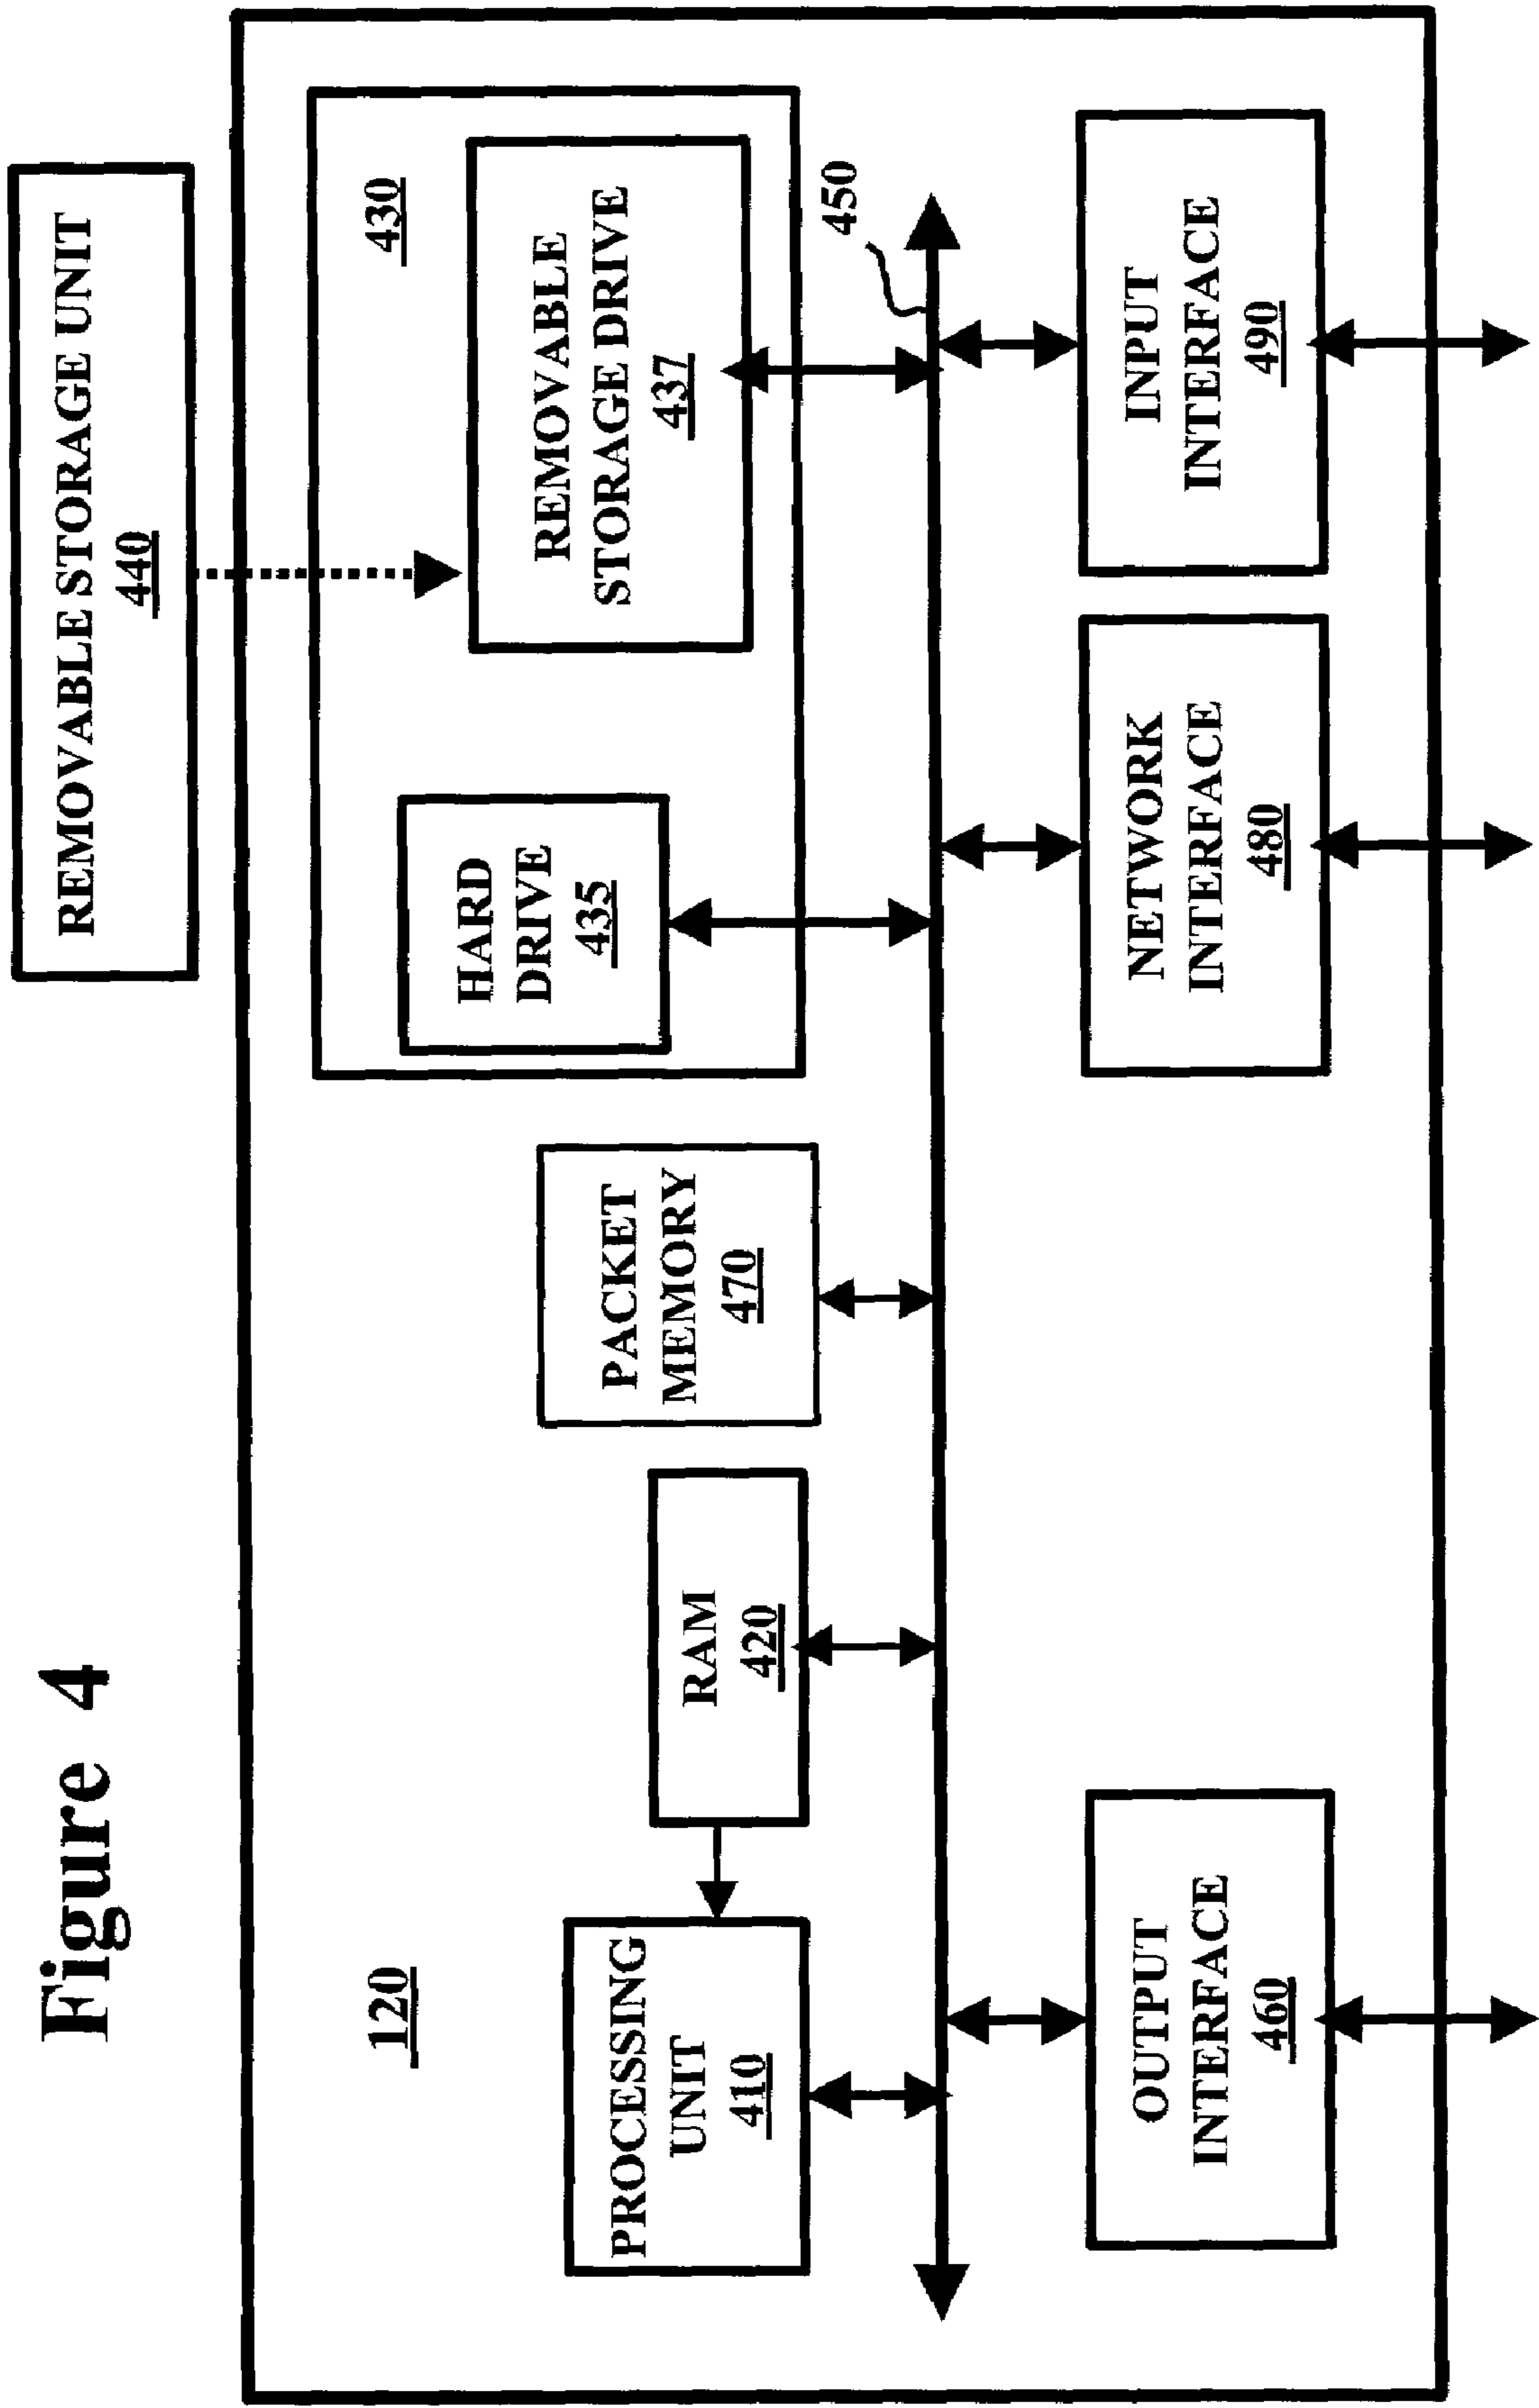 Figure 4
REMOVABLE STORAGE UNIT
440
120
430
HARD
DRIVE
435
REMOVABLE
STORAGE DRIVE
437
PACKET
MEMORY
470
RAM
420
PROCESSING
UNIT
410
450
OUTPUT
INTERFACE
460
NETWORK
INTERFACE
480
INPUT
INTERFACE
490